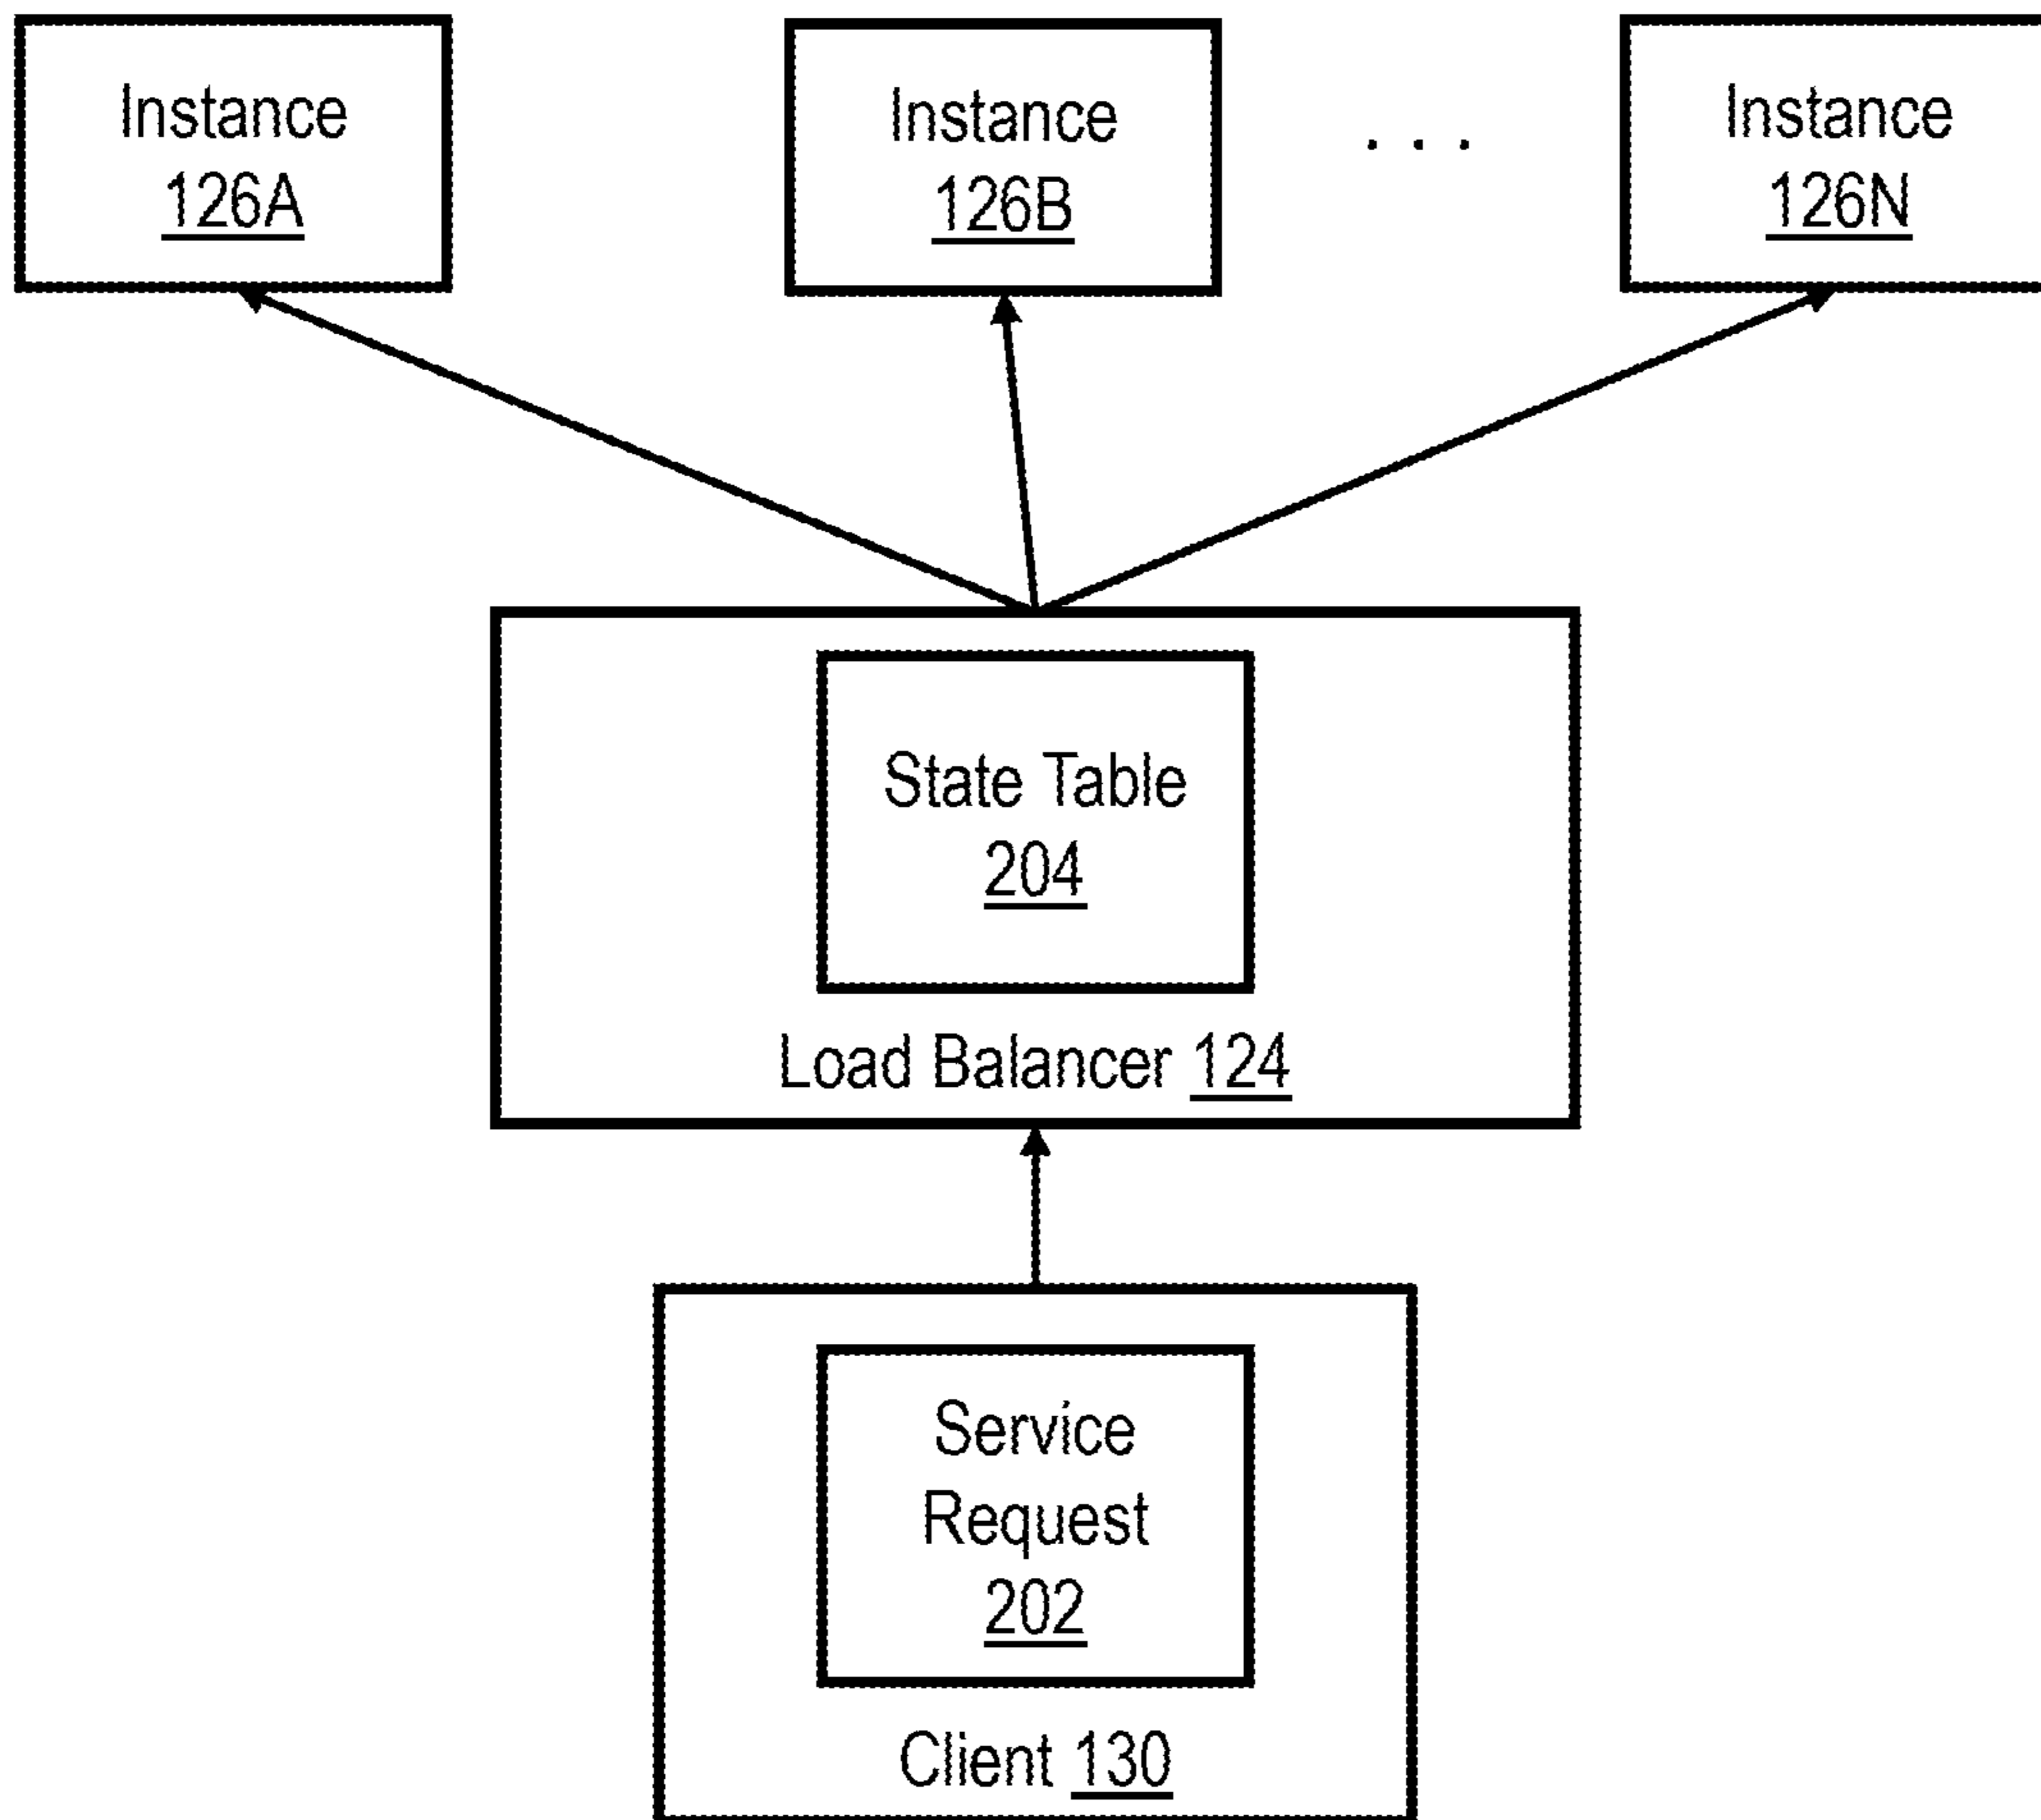 Instance
126A
Instance
126B
. . .
Instance
126N
State Table
204
Load Balancer 124
Service
Request
202
Client 130